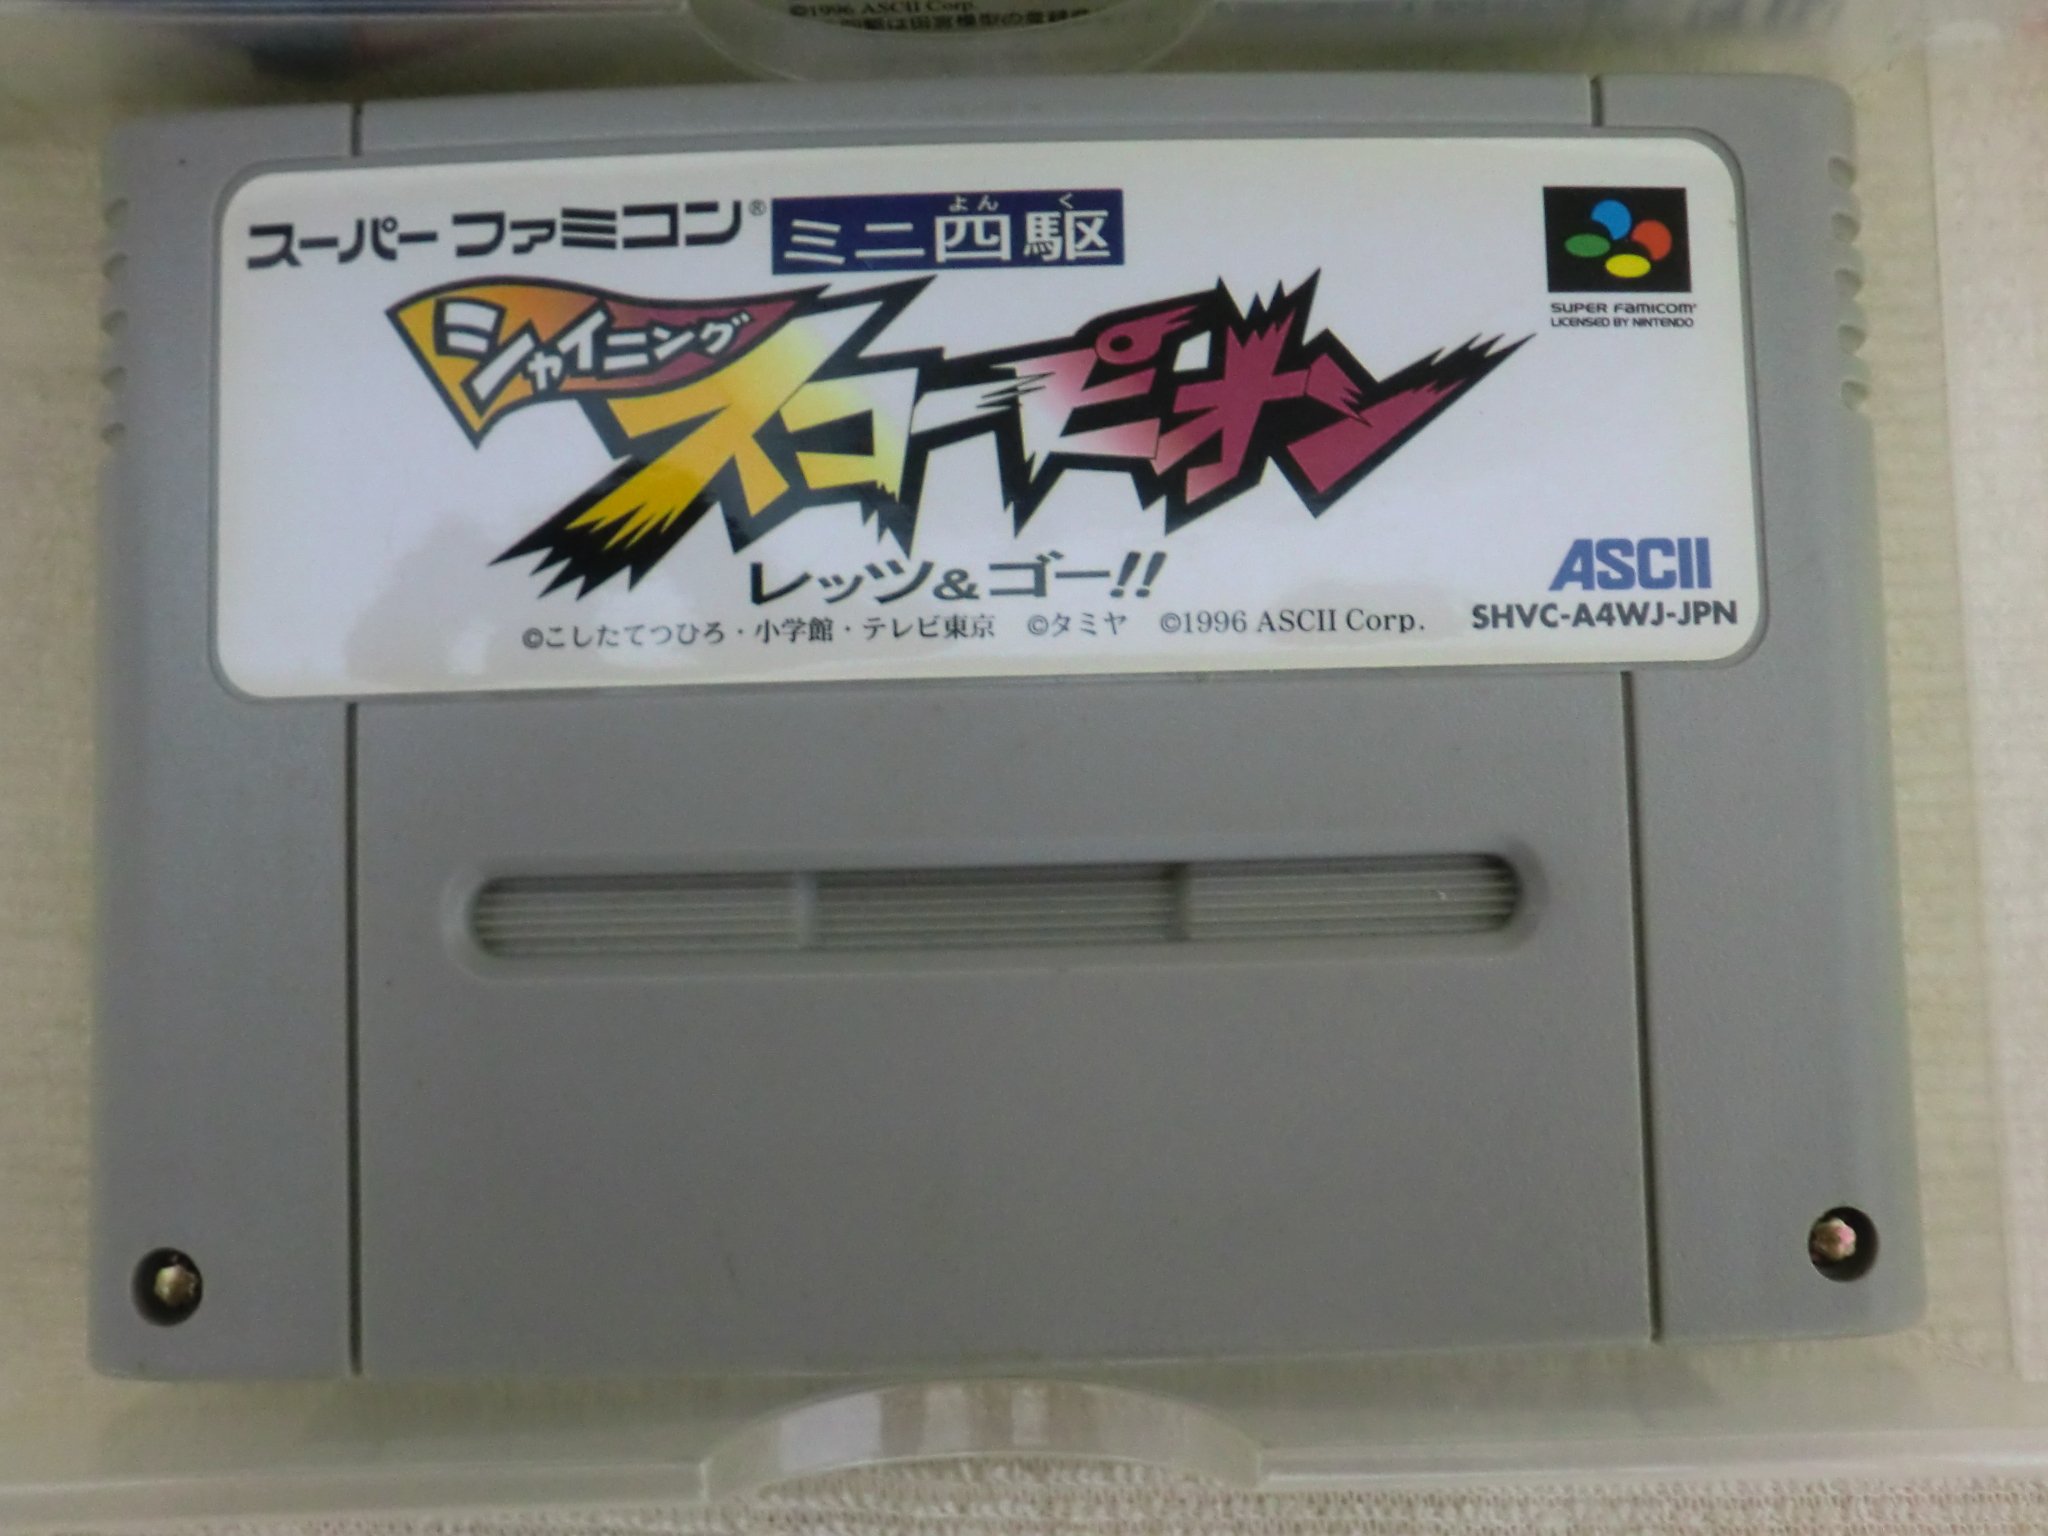 ©1996 ASCII Corp.
スーパーファミコン®
ミニ四駆
よんく
シャイニング
スコーピオン
レッツ&ゴー!!
SUPER FAMICOM
LICENSED BY NINTENDO
ASCII
SHVC-A4WJ-JPN
©こしたてつひろ・小学館・テレビ東京 ©タミヤ ©1996 ASCII Corp.